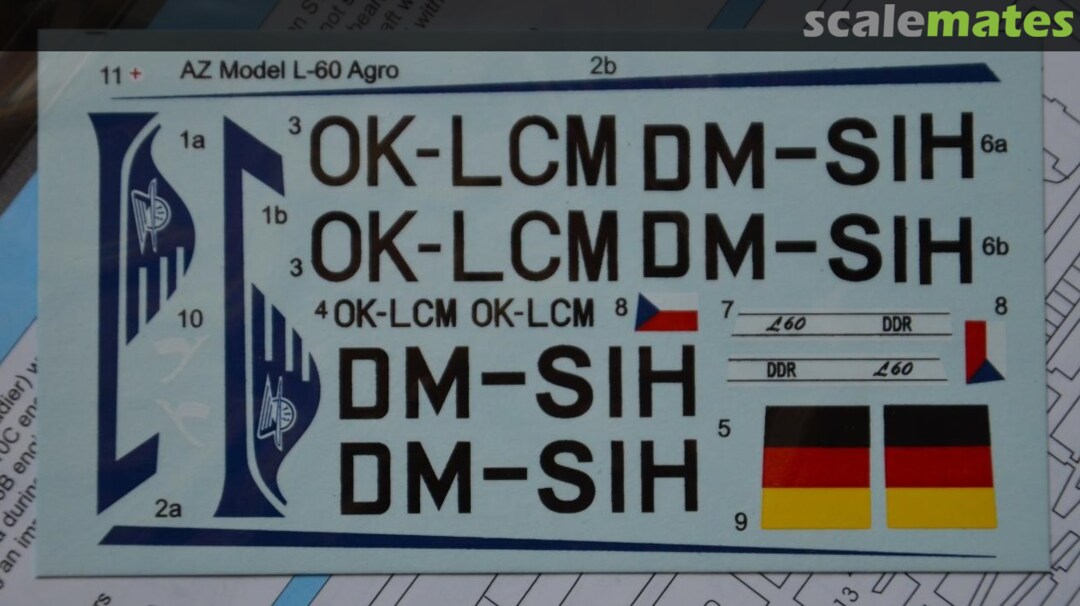 scalemates
11 AZ Model L-60 Agro 2b
1a 3 OK-LCM DM-SIH 6a
1b 3 OK-LCM DM-SIH 6b
10 4 OK-LCM OK-LCM 8 7 L60 DDR 8
DDR L60
DM-SIH
5
DM-SIH
2a 9
13